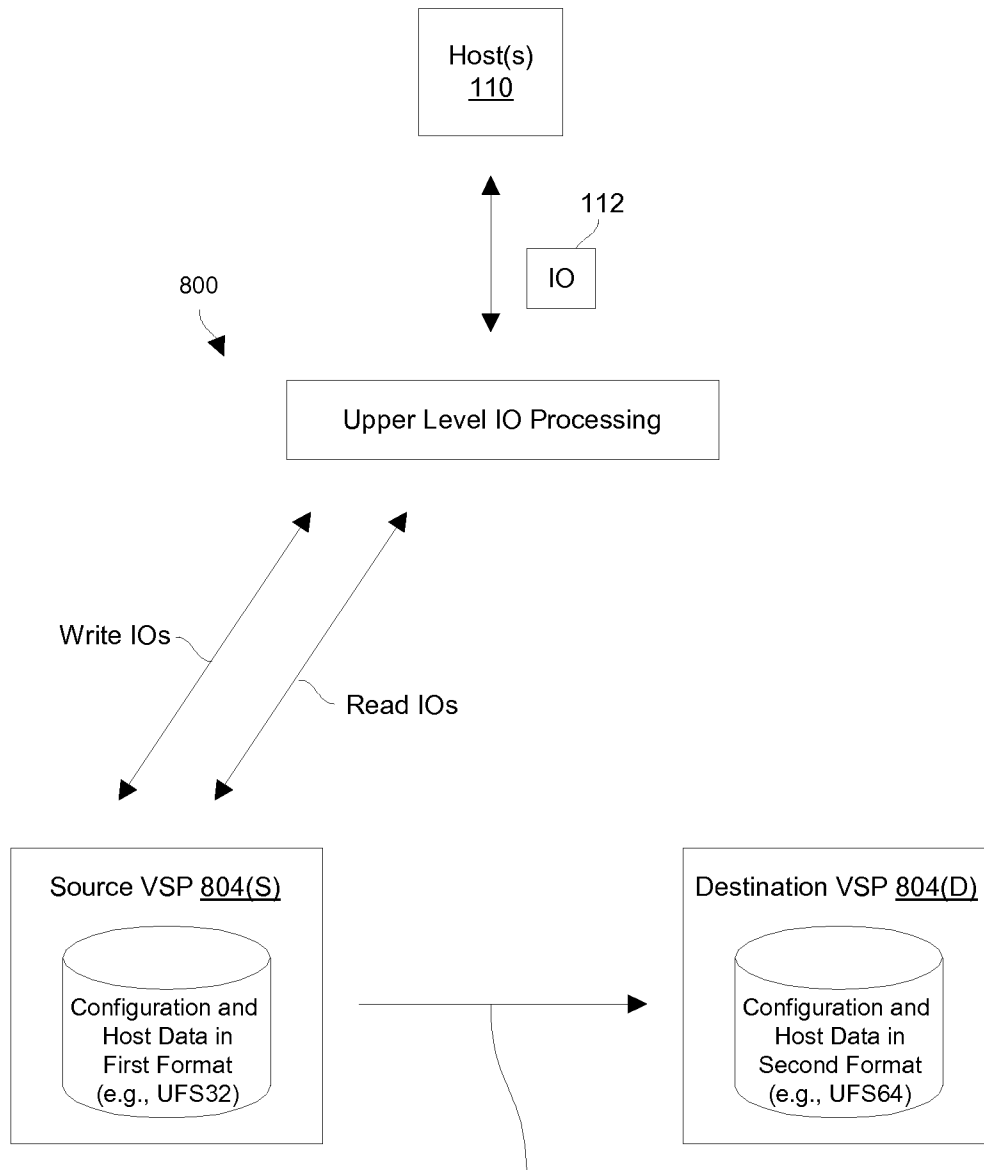 Host(s)
110
112
IO
800
Upper Level IO Processing
Write IOs
Read IOs
Source VSP 804(S)
Configuration and
Host Data in
First Format
(e.g., UFS32)
Destination VSP 804(D)
Configuration and
Host Data in
Second Format
(e.g., UFS64)